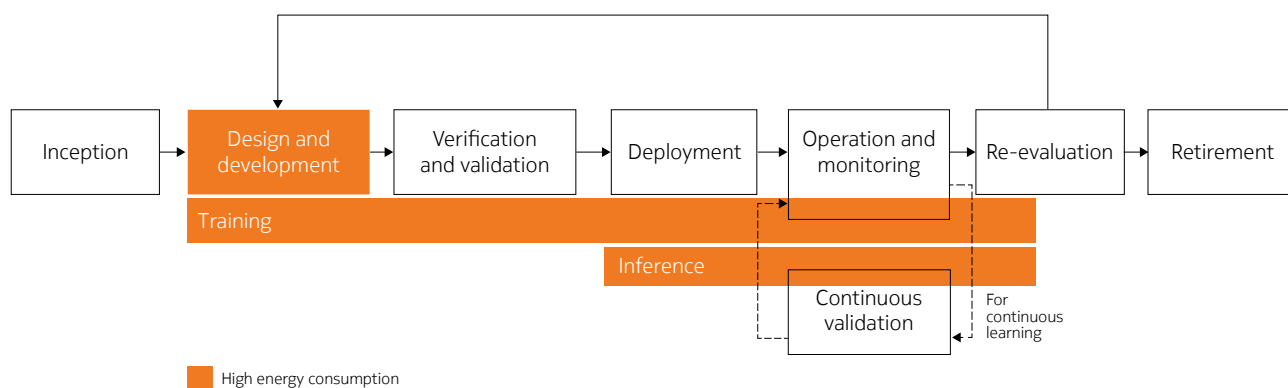 Inception
Design and
development
Verification
and validation
Deployment
Operation and
monitoring
Re-evaluation
Retirement
Training
Inference
Continuous
validation
For
continuous
learning
High energy consumption